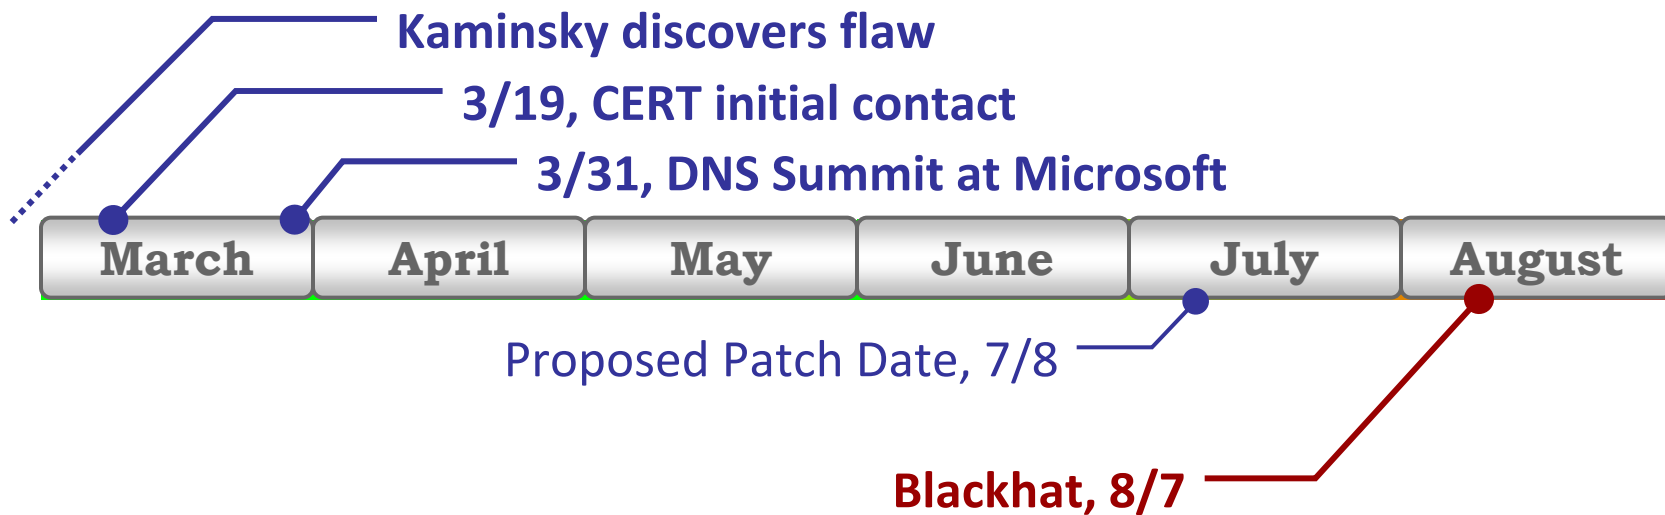 Kaminsky discovers flaw
3/19, CERT initial contact
3/31, DNS Summit at Microsoft
March April May June July August
Proposed Patch Date, 7/8
Blackhat, 8/7